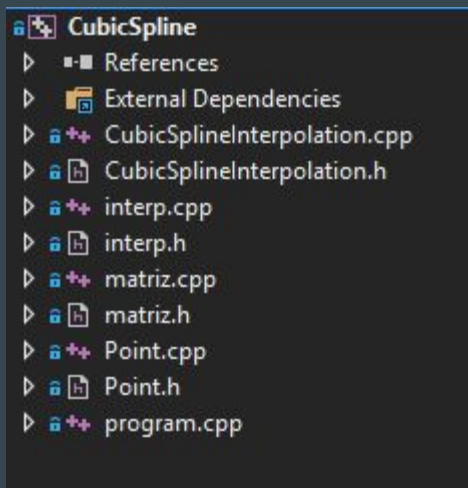 CubicSpline
References
External Dependencies
CubicSplineInterpolation.cpp
CubicSplineInterpolation.h
interp.cpp
interp.h
matriz.cpp
matriz.h
Point.cpp
Point.h
program.cpp